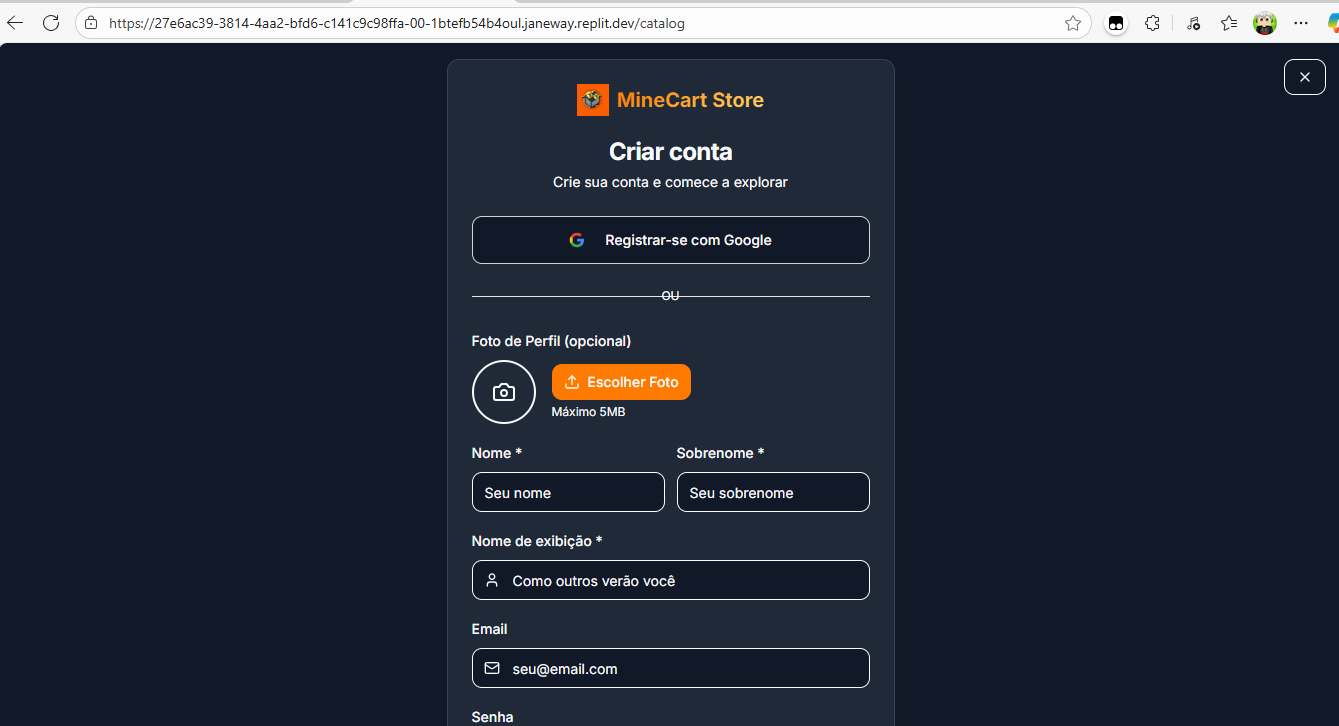 https://27e6ac39-3814-4aa2-bfd6-c141c9c98ffa-00-1btefb54b4oul.janeway.replit.dev/catalog
MineCart Store
Criar conta
Crie sua conta e comece a explorar
Registrar-se com Google
OU
Foto de Perfil (opcional)
Escolher Foto
Máximo 5MB
Nome * Sobrenome *
Seu nome Seu sobrenome
Nome de exibição *
Como outros verão você
Email
seu@email.com
Senha